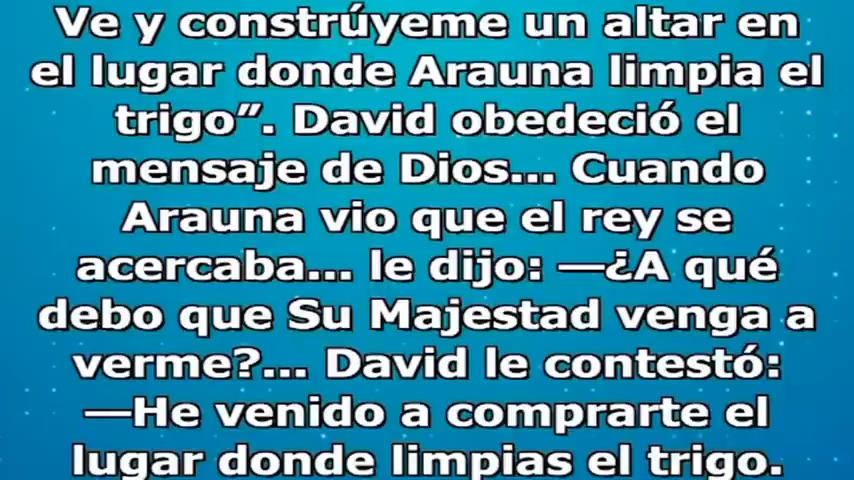 Ve y constrúyeme un altar en
el lugar donde Arauna limpia el
trigo”. David obedeció el
mensaje de Dios... Cuando
Arauna vio que el rey se
acercaba... le dijo: —¿A qué
debo que Su Majestad venga a
verme?... David le contestó:
—He venido a comprarte el
lugar donde limpias el trigo.